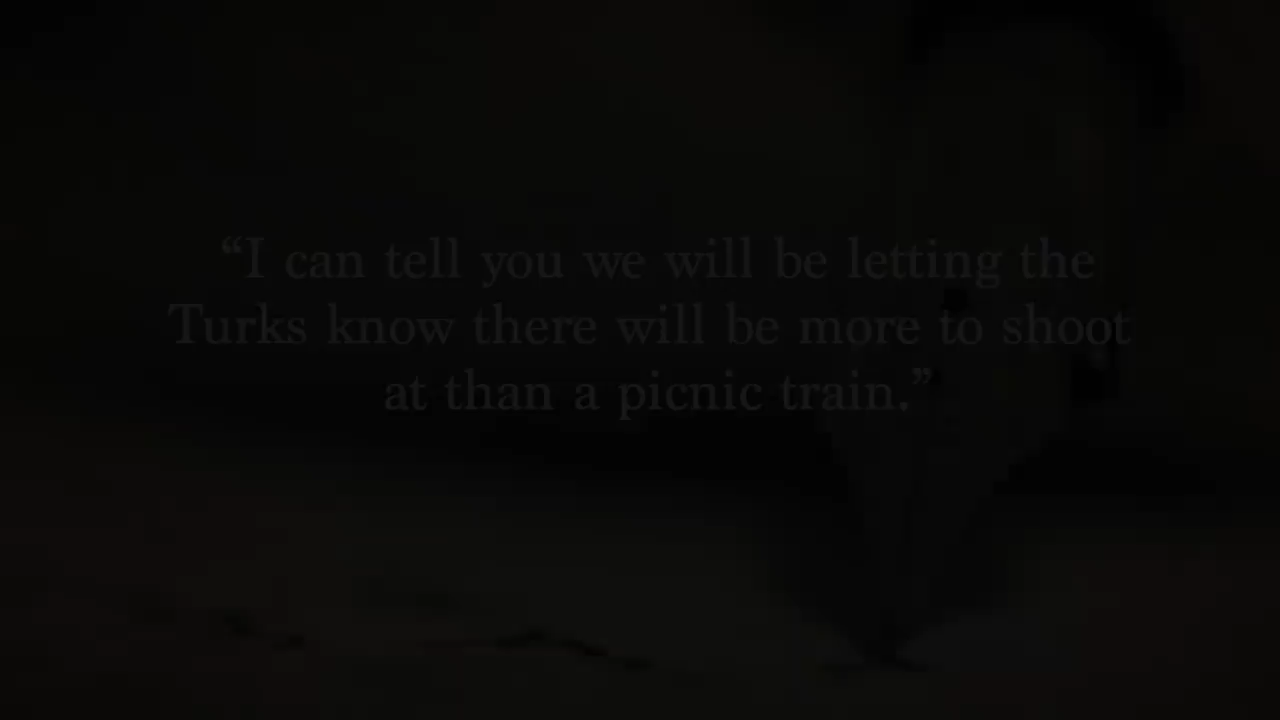 “I can tell you we will be letting the
Turks know there will be more to shoot
at than a picnic train.”